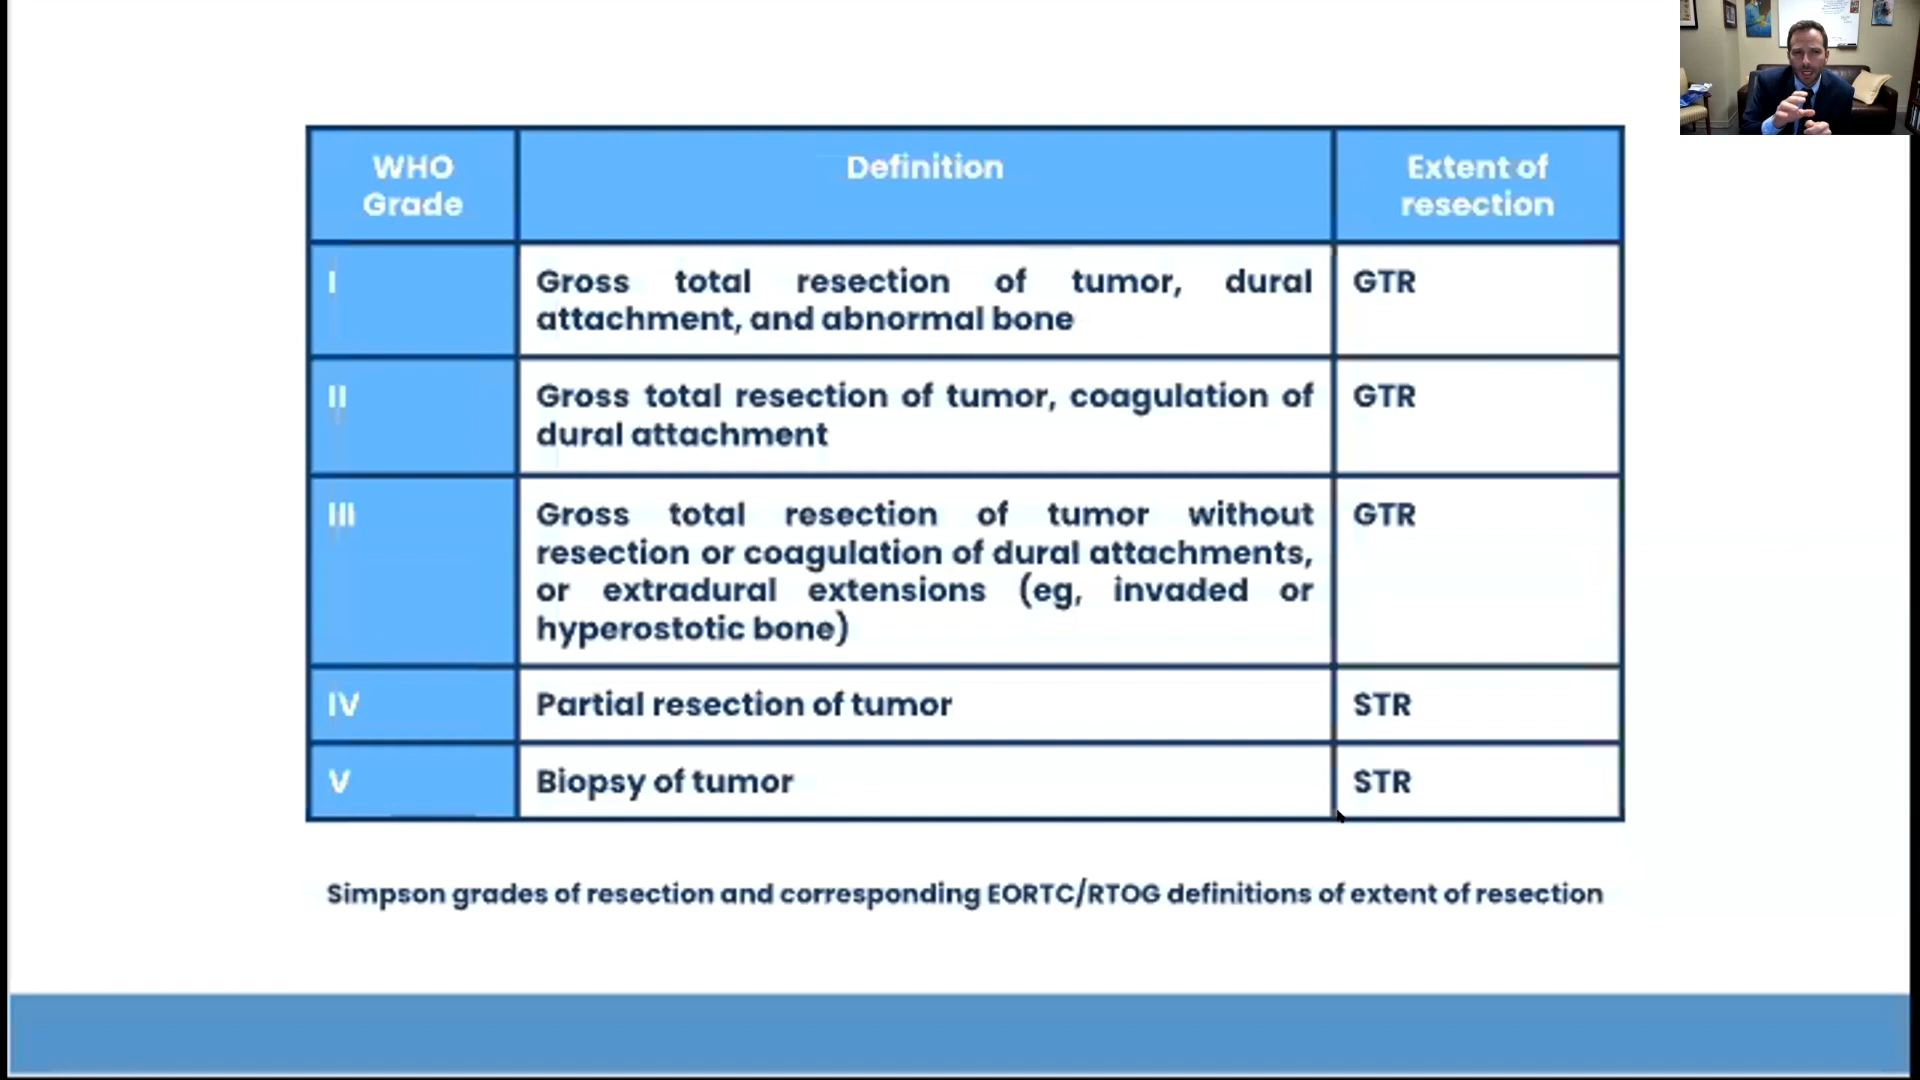 WHO
Grade
Definition
Extent of
resection
I
Gross total resection of tumor, dural
attachment, and abnormal bone
GTR
II
Gross total resection of tumor, coagulation of
dural attachment
GTR
III
Gross total resection of tumor without
resection or coagulation of dural attachments,
or extradural extensions (eg, invaded or
hyperostotic bone)
GTR
IV
Partial resection of tumor
STR
V
Biopsy of tumor
STR
Simpson grades of resection and corresponding EORTC/RTOG definitions of extent of resection